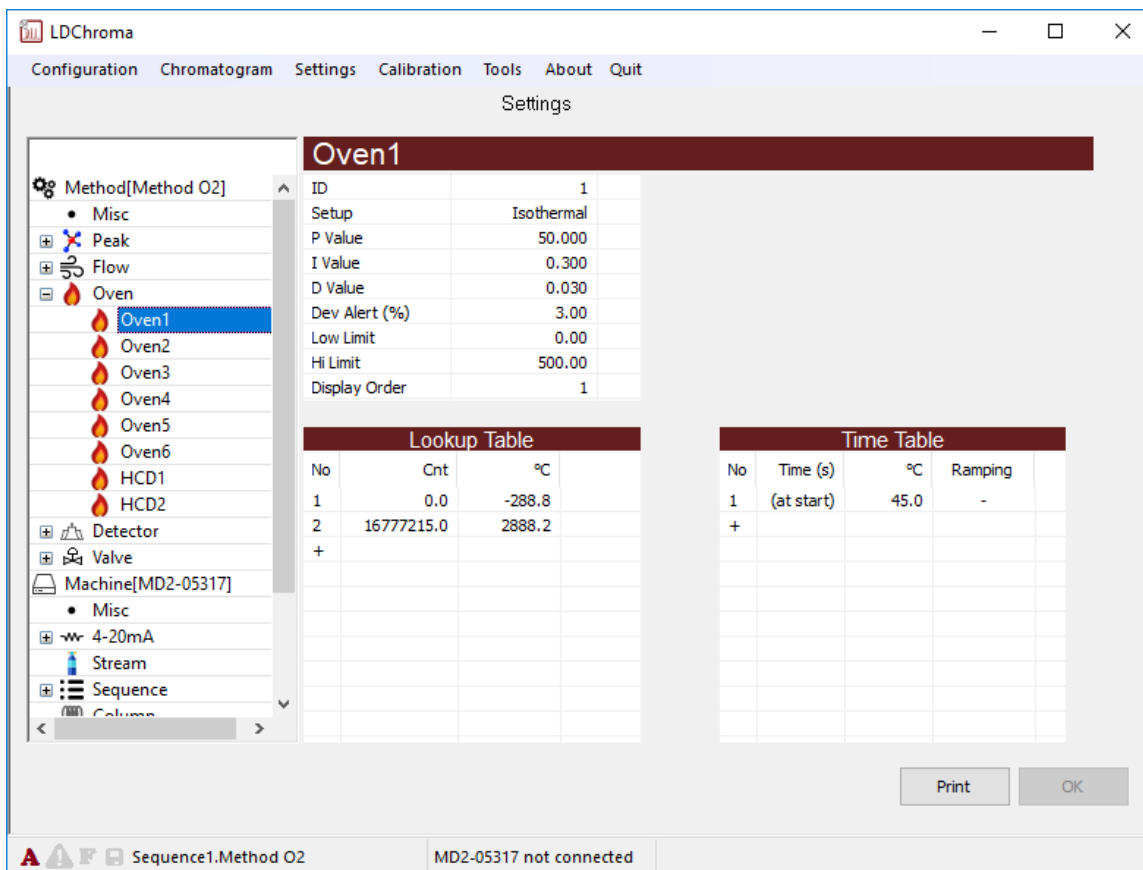 LDChroma
Configuration Chromatogram Settings Calibration Tools About Quit
Settings
Method[Method O2]
Misc
Peak
Flow
Oven
Oven1
Oven2
Oven3
Oven4
Oven5
Oven6
HCD1
HCD2
Detector
Valve
Machine[MD2-05317]
Misc
4-20mA
Stream
Sequence
Column
Oven1
ID 1
Setup Isothermal
P Value 50.000
I Value 0.300
D Value 0.030
Dev Alert (%) 3.00
Low Limit 0.00
Hi Limit 500.00
Display Order 1
Lookup Table
No Cnt ºC
1 0.0 -288.8
2 16777215.0 2888.2
+
Time Table
No Time (s) ºC Ramping
1 (at start) 45.0 -
+
Print OK
A F Sequence1.Method O2 MD2-05317 not connected